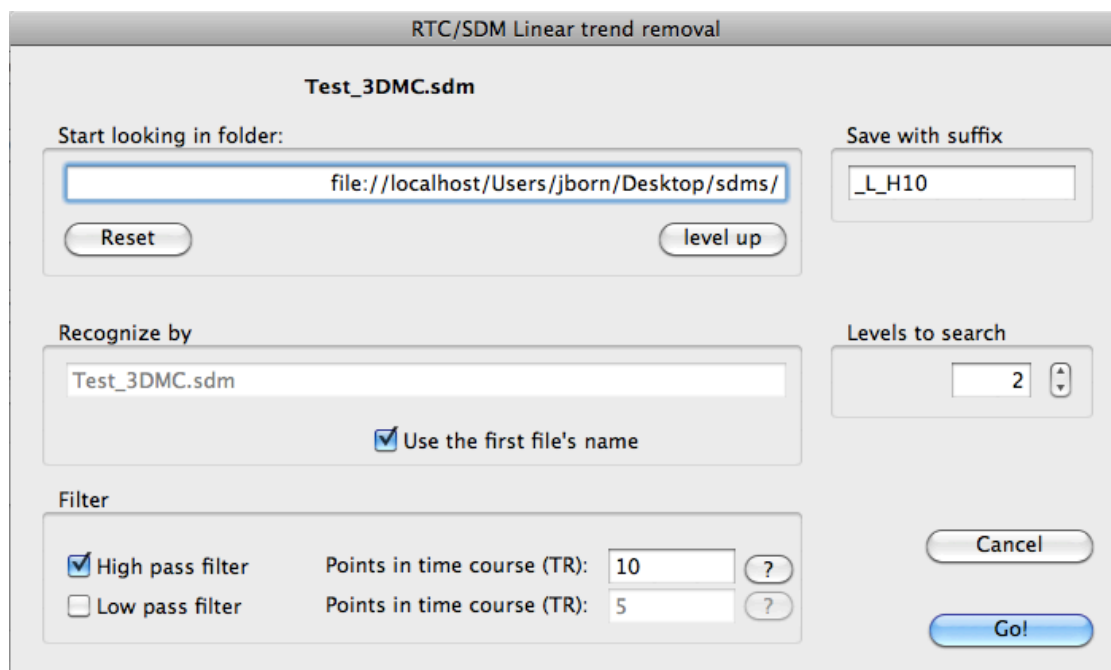 RTC/SDM Linear trend removal
Test_3DMC.sdm
Start looking in folder:
Save with suffix
file://localhost/Users/jborn/Desktop/sdms/
_L_H10
Reset
level up
Recognize by
Levels to search
Test_3DMC.sdm
2
Use the first file's name
Filter
High pass filter
Points in time course (TR):
10
?
Cancel
Low pass filter
Points in time course (TR):
5
?
Go!